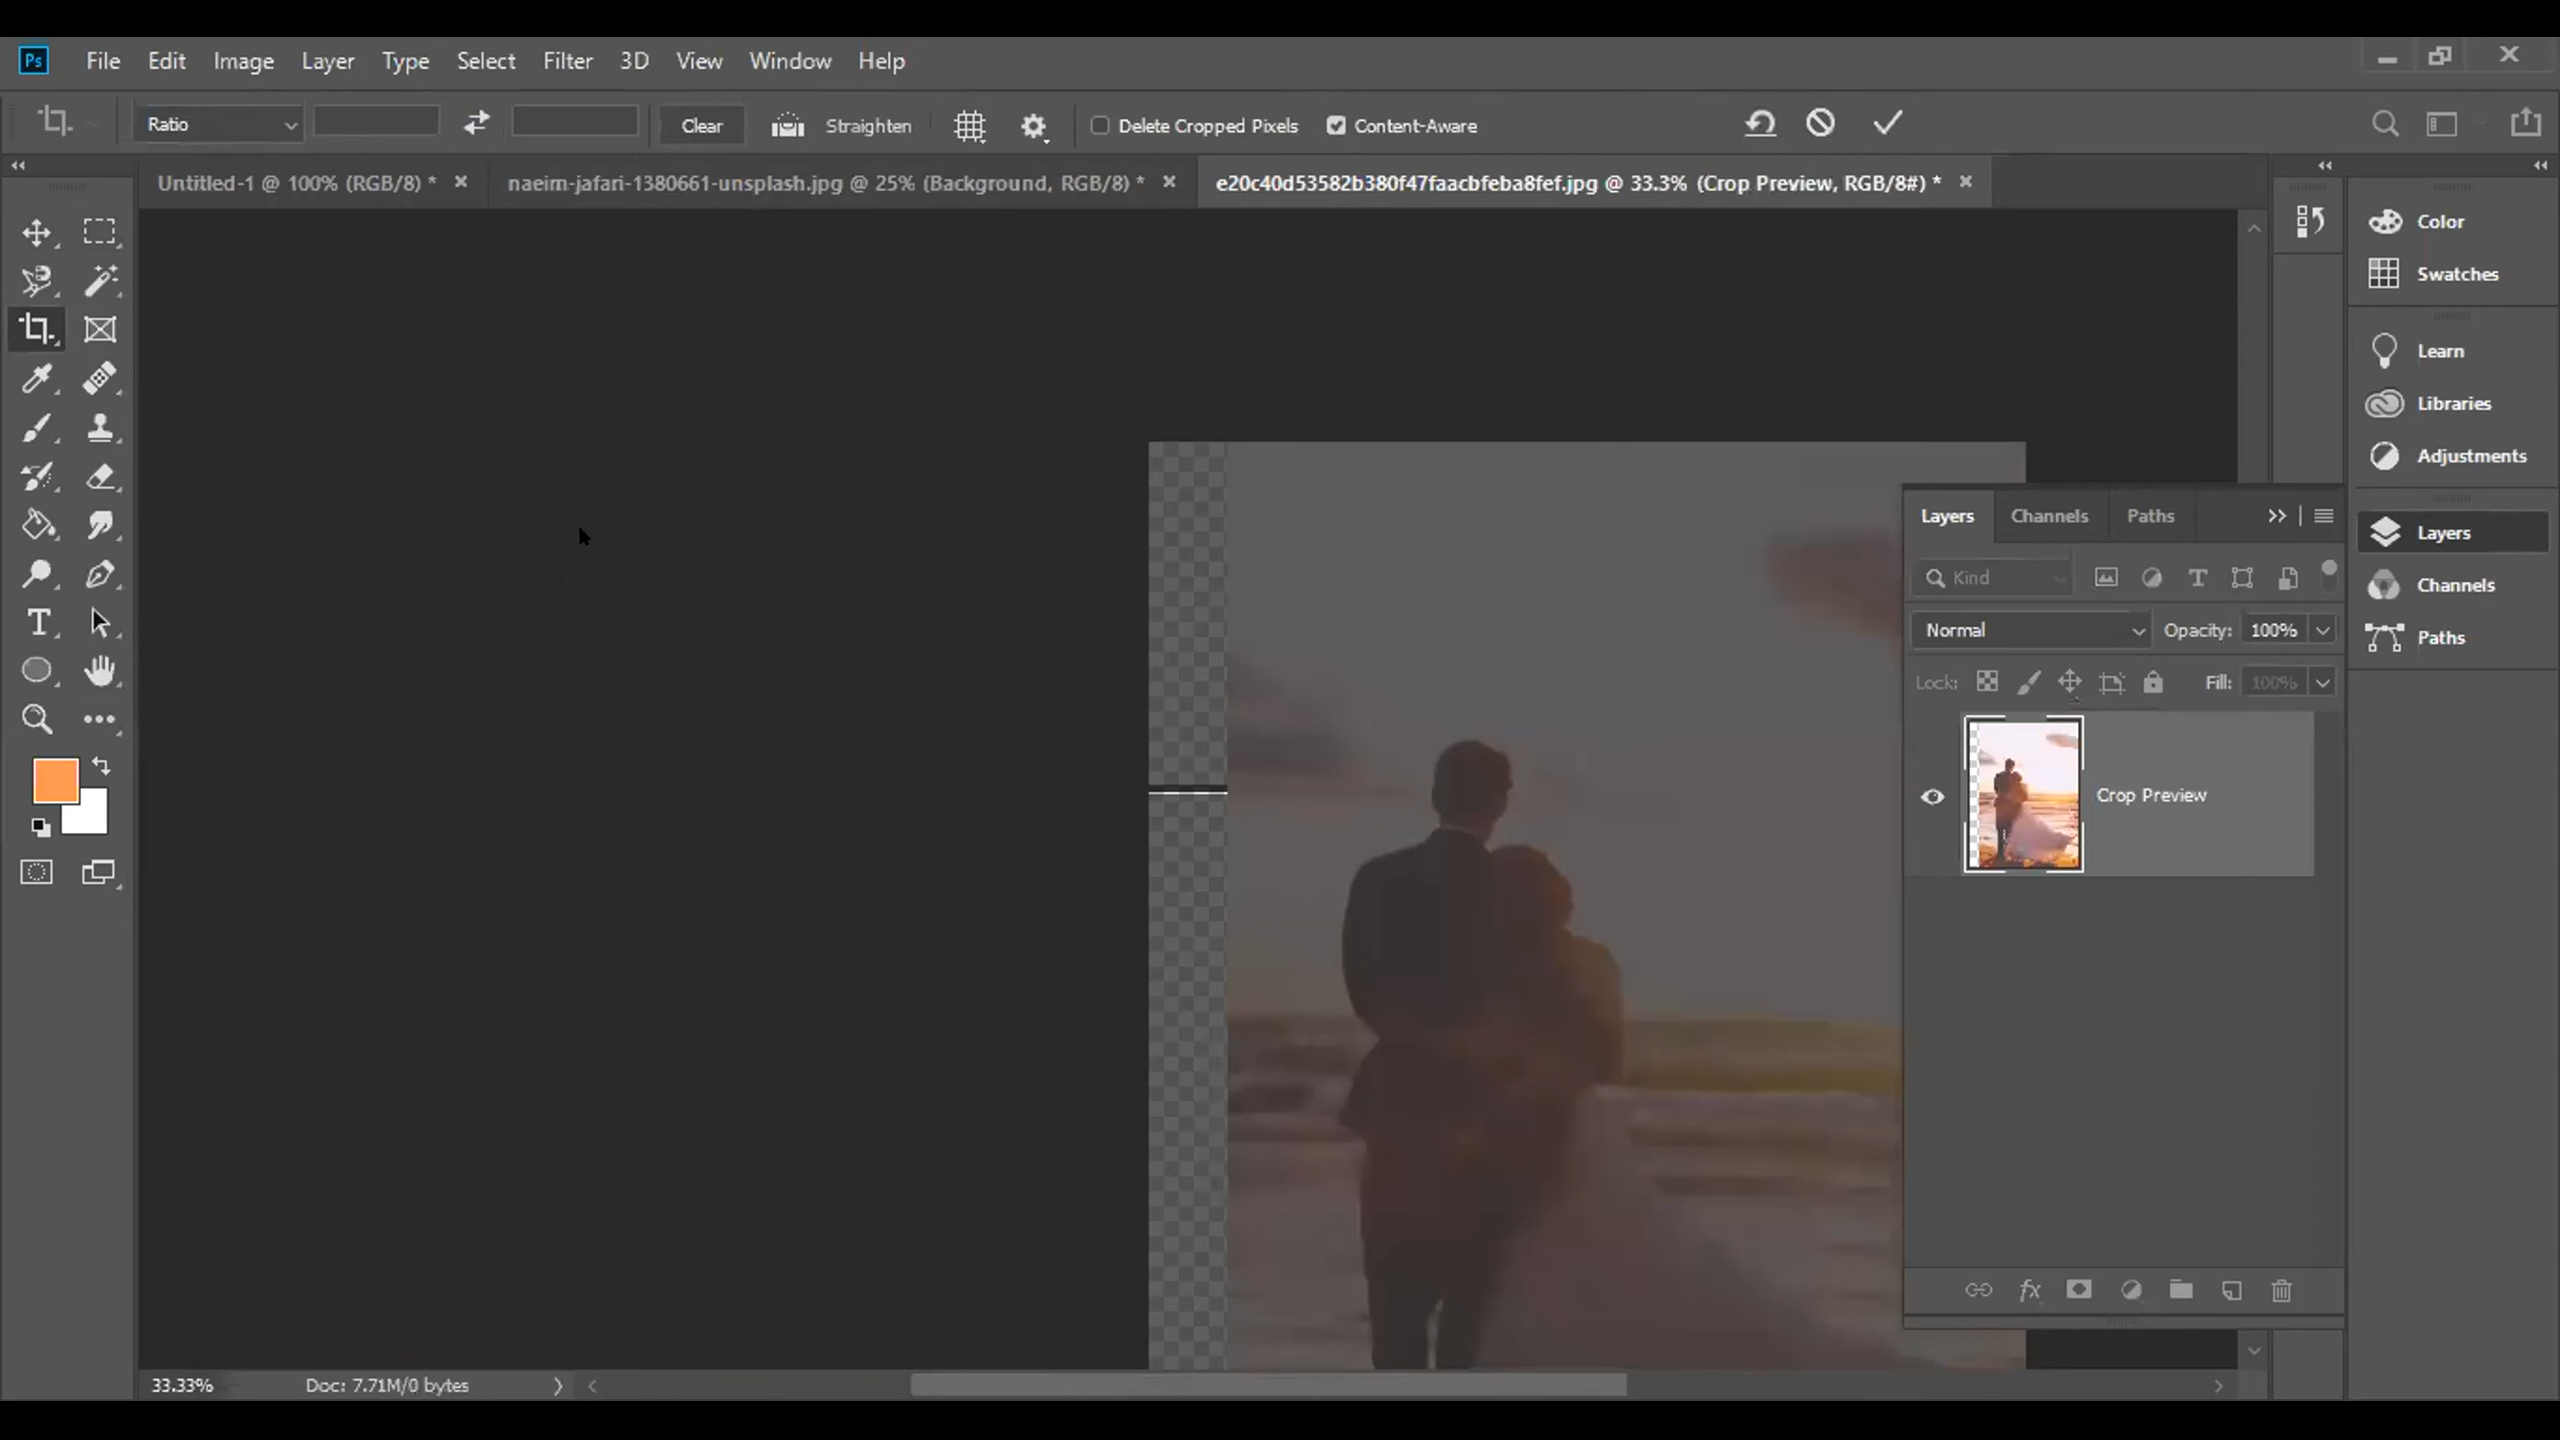 Ps File Edit Image Layer Type Select Filter 3D View Window Help
Ratio Clear Straighten Delete Cropped Pixels Content-Aware
Untitled-1 @ 100% (RGB/8) * naeim-jafari-1380661-unsplash.jpg @ 25% (Background, RGB/8) * e20c40d53582b380f47faacbfeba8fef.jpg @ 33.3% (Crop Preview, RGB/8#) *
Color
Swatches
Learn
Libraries
Adjustments
Layers
Channels
Paths
Layers Channels Paths
Kind
Normal Opacity: 100%
Lock: Fill: 100%
Crop Preview
fx
33.33% Doc: 7.71M/0 bytes